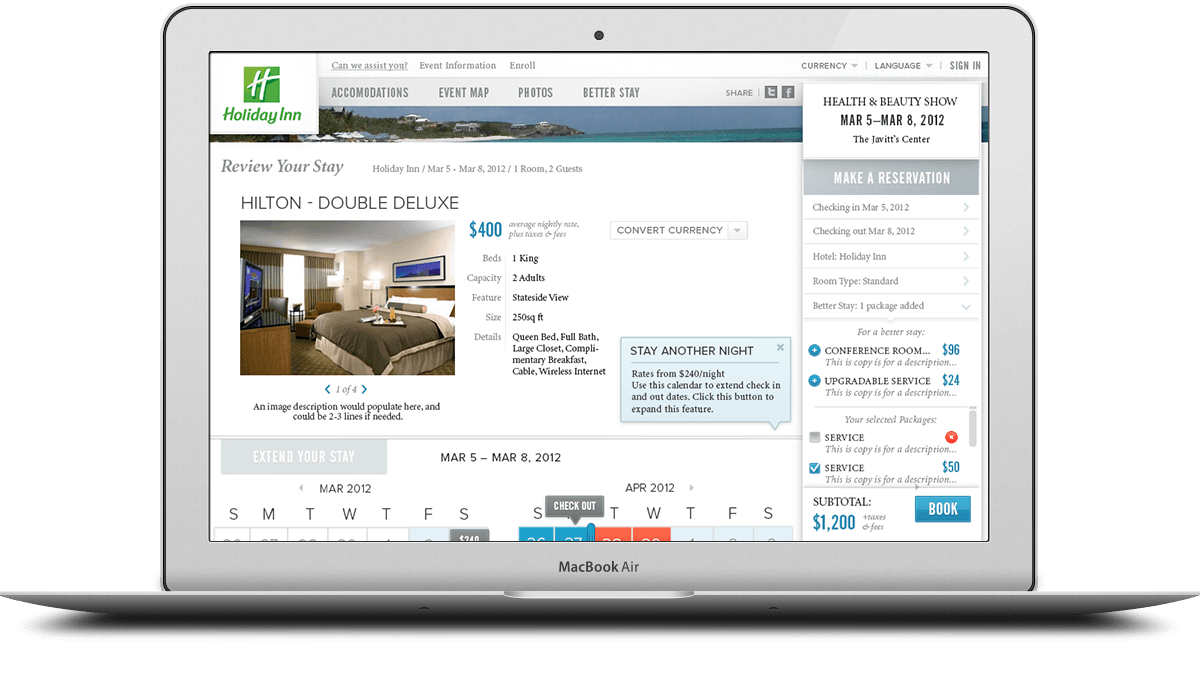 Can we assist you? Event Information Enroll
CURRENCY LANGUAGE SIGN IN
Holiday Inn
ACCOMODATIONS EVENT MAP PHOTOS BETTER STAY
SHARE
HEALTH & BEAUTY SHOW
MAR 5—MAR 8, 2012
The Javitt's Center
Review Your Stay
Holiday Inn / Mar 5 - Mar 8, 2012 / 1 Room, 2 Guests
HILTON - DOUBLE DELUXE
$400 average nightly rate,
plus taxes & fees
CONVERT CURRENCY
Beds 1 King
Capacity 2 Adults
Feature Stateside View
Size 250sq ft
Details Queen Bed, Full Bath,
Large Closet, Compli-
mentary Breakfast,
Cable, Wireless Internet
1 of 4
An image description would populate here, and
could be 2-3 lines if needed.
STAY ANOTHER NIGHT
Rates from $240/night
Use this calendar to extend check in
and out dates. Click this button to
expand this feature.
MAKE A RESERVATION
Checking in Mar 5, 2012
Checking out Mar 8, 2012
Hotel: Holiday Inn
Room Type: Standard
Better Stay: 1 package added
For a better stay:
CONFERENCE ROOM... $96
This is copy is for a description...
UPGRADABLE SERVICE $24
This is copy is for a description...
Your selected Packages:
SERVICE
This is copy is for a description...
SERVICE $50
This is copy is for a description...
SUBTOTAL:
$1,200 +taxes
& fees
BOOK
EXTEND YOUR STAY
MAR 5 – MAR 8, 2012
MAR 2012
S M T W T F S
$240
APR 2012
CHECK OUT
S T W T F S
MacBook Air